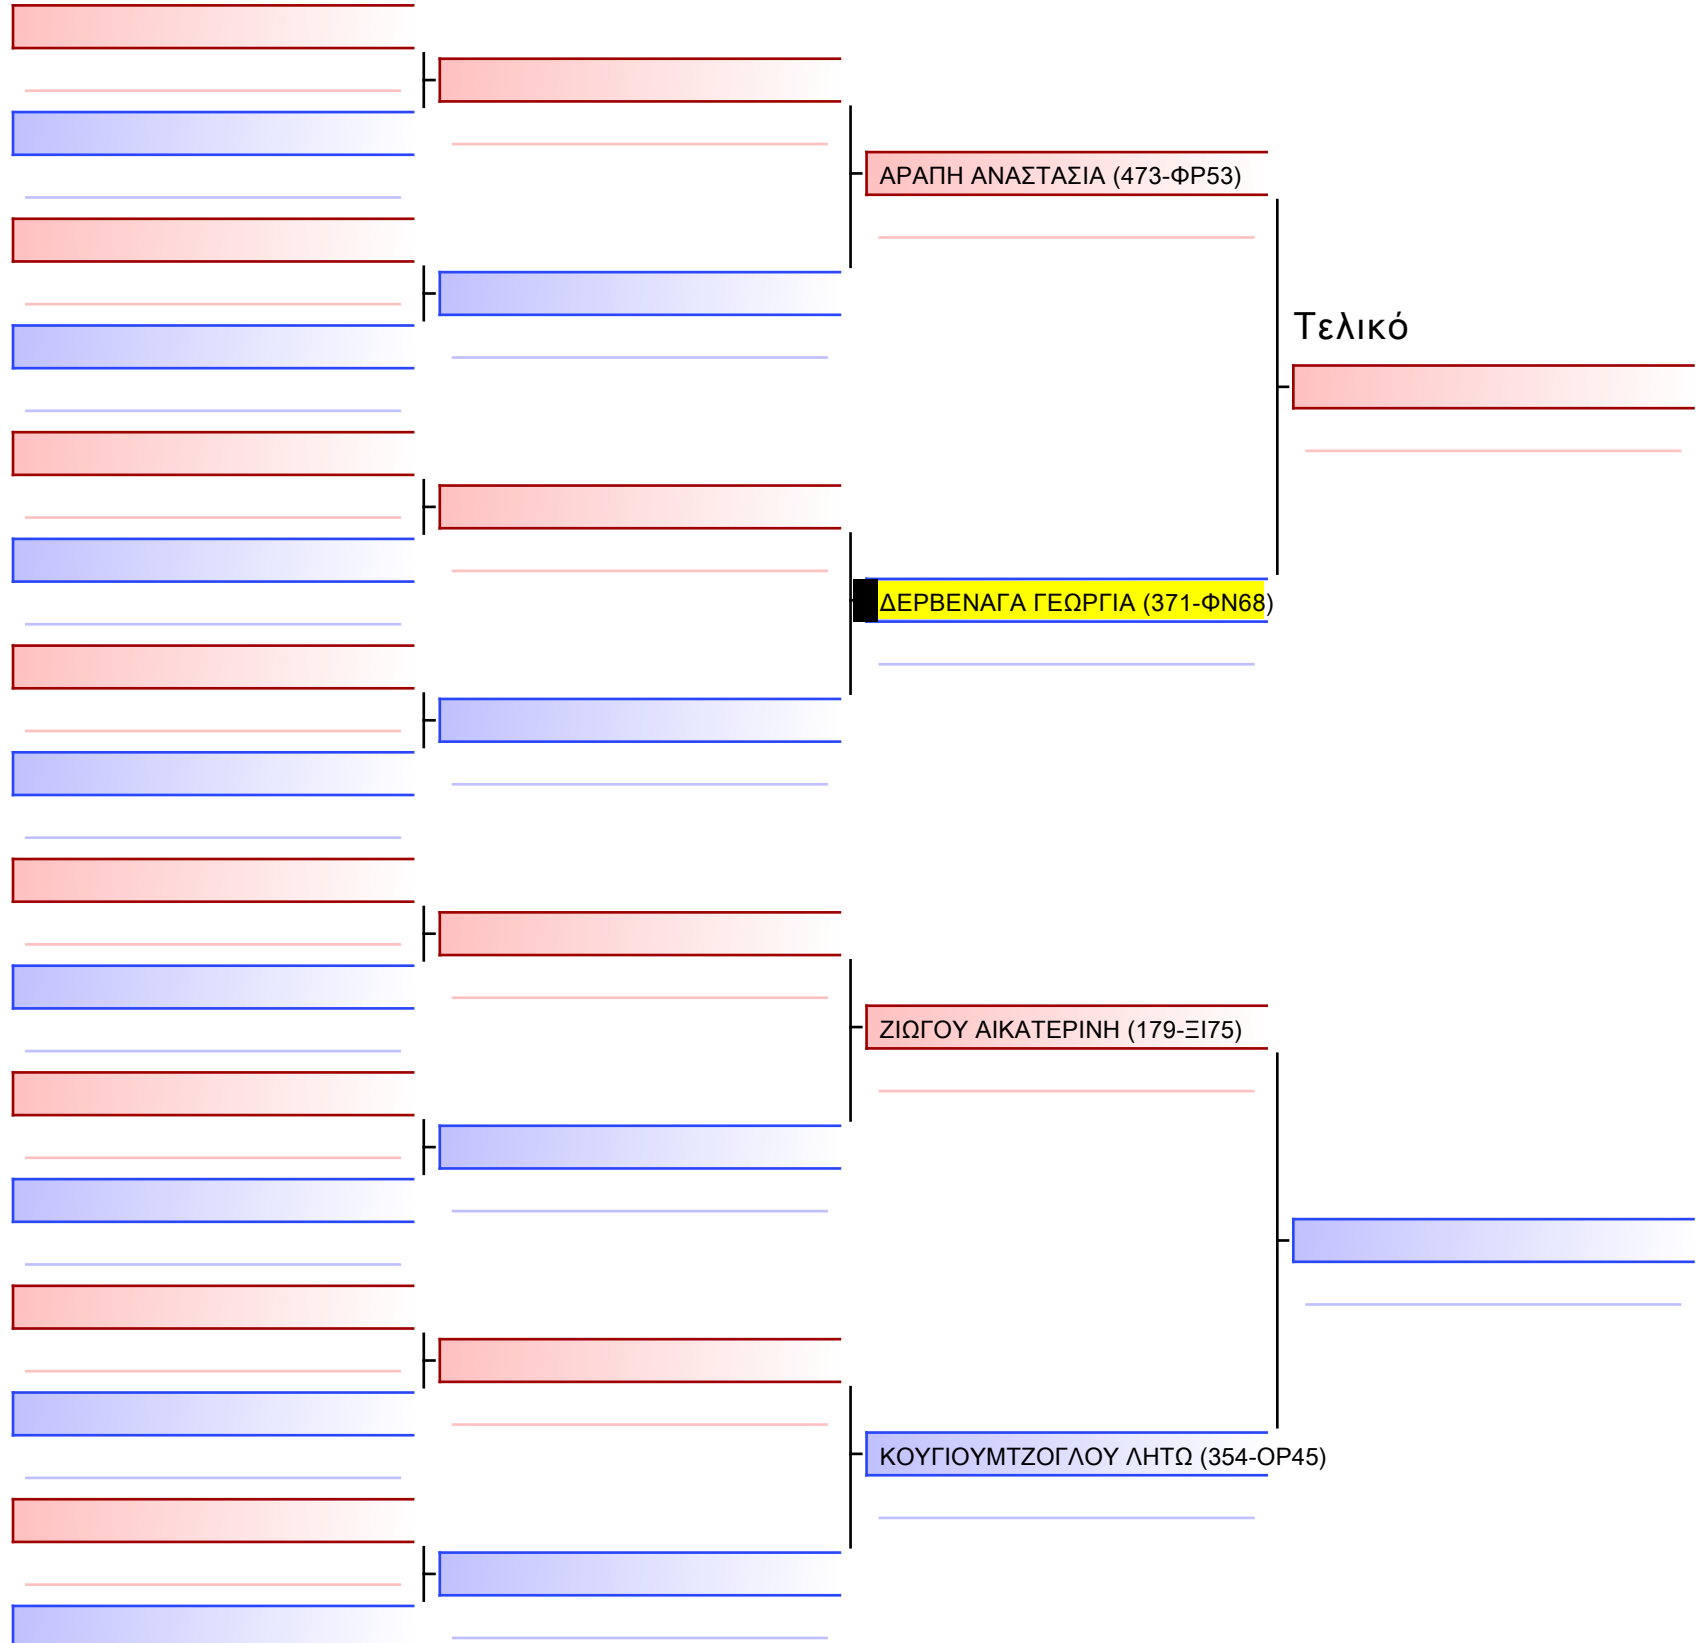 ΑΡΑΠΗ ΑΝΑΣΤΑΣΙΑ (473-ΦΡ53)
Τελικό
ΔΕΡΒΕΝΑΓΑ ΓΕΩΡΓΙΑ (371-ΦΝ68)
ΖΙΩΓΟΥ ΑΙΚΑΤΕΡΙΝΗ (179-ΞΙ75)
ΚΟΥΓΙΟΥΜΤΖΟΓΛΟΥ ΛΗΤΩ (354-ΟΡ45)